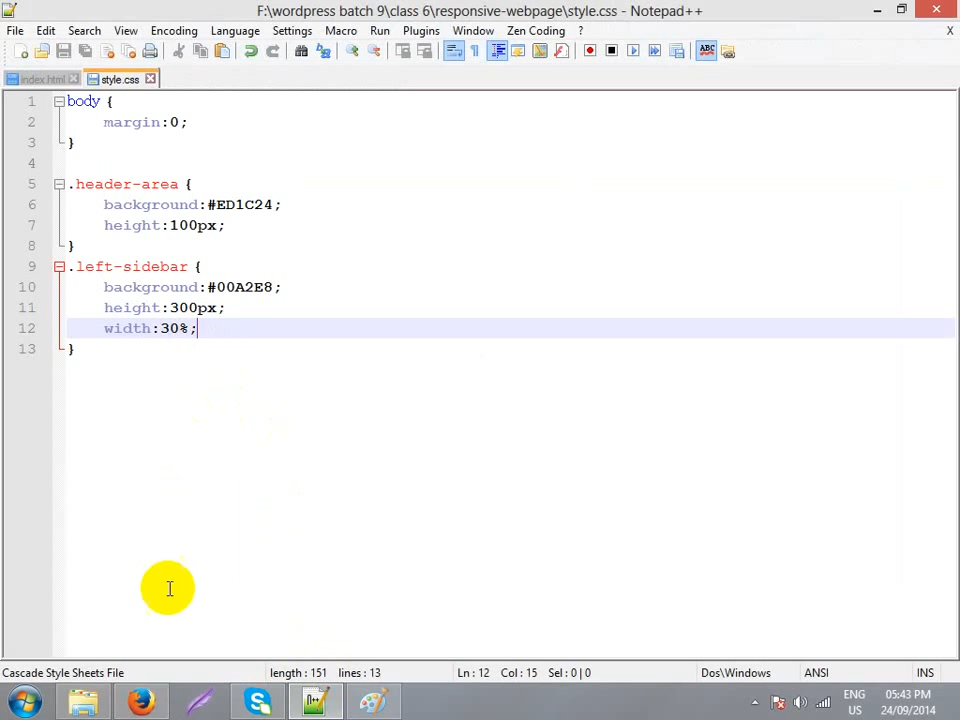 F:\wordpress batch 9\class 6\responsive-webpage\style.css - Notepad++
File Edit Search View Encoding Language Settings Macro Run Plugins Window Zen Coding ? X
index.html style.css
1 body {
2 margin:0;
3 }
4
5 .header-area {
6 background:#ED1C24;
7 height:100px;
8 }
9 .left-sidebar {
10 background:#00A2E8;
11 height:300px;
12 width:30%;
13 }
Cascade Style Sheets File length : 151 lines : 13 Ln : 12 Col : 15 Sel : 0 | 0 Dos\Windows ANSI INS
ENG 05:43 PM
US 24/09/2014